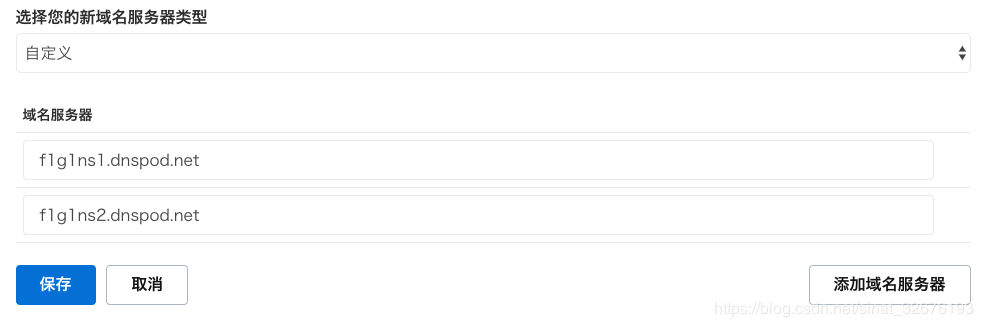 选择您的新域名服务器类型
自定义
域名服务器
f1g1ns1.dnspod.net
f1g1ns2.dnspod.net
保存 取消 添加域名服务器
https://blog.csdn.net/sinat_32676193